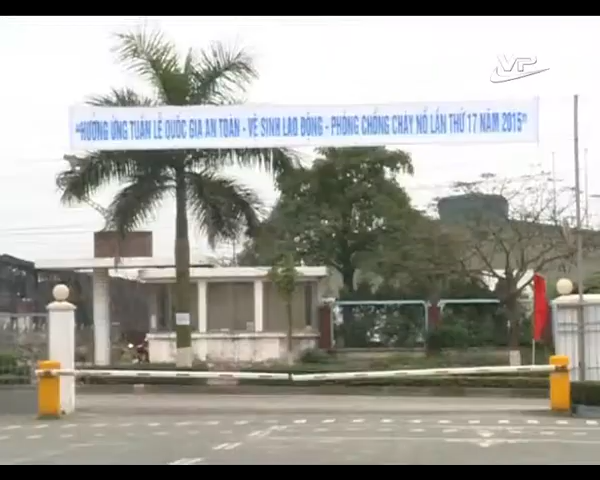 VP
"HƯỞNG ỨNG TUẦN LỄ QUỐC GIA AN TOÀN - VỆ SINH LAO ĐỘNG - PHÒNG CHỐNG CHÁY NỔ LẦN THỨ 17 NĂM 2015"